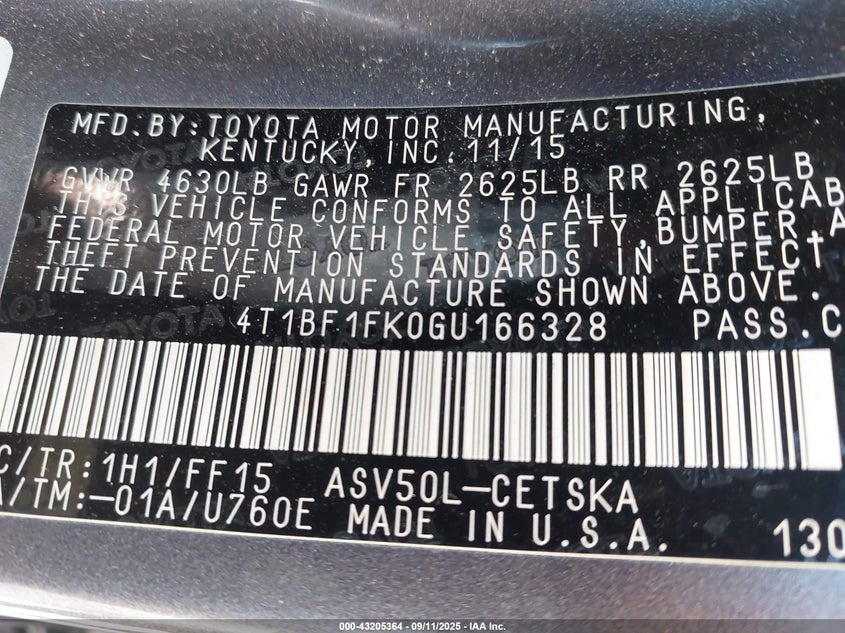 MFD.BY:TOYOTA MOTOR MANUFACTURING,
KENTUCKY,INC. 11/15
GVWR 4630LB GAWR FR 2625LB RR 2625LB
THIS VEHICLE CONFORMS TO ALL APPLICAB
FEDERAL MOTOR VEHICLE SAFETY,BUMPER,A
THEFT PREVENTION STANDARDS IN EFFECT
THE DATE OF MANUFACTURE SHOWN ABOVE.
4T1BF1FK0GU166328 PASS.C
C/TR:1H1/FF15 ASV50L-CETSKA
A/TM:-01A/U760E MADE IN U.S.A. 130
000-43205364 - 09/11/2025 - IAA Inc.